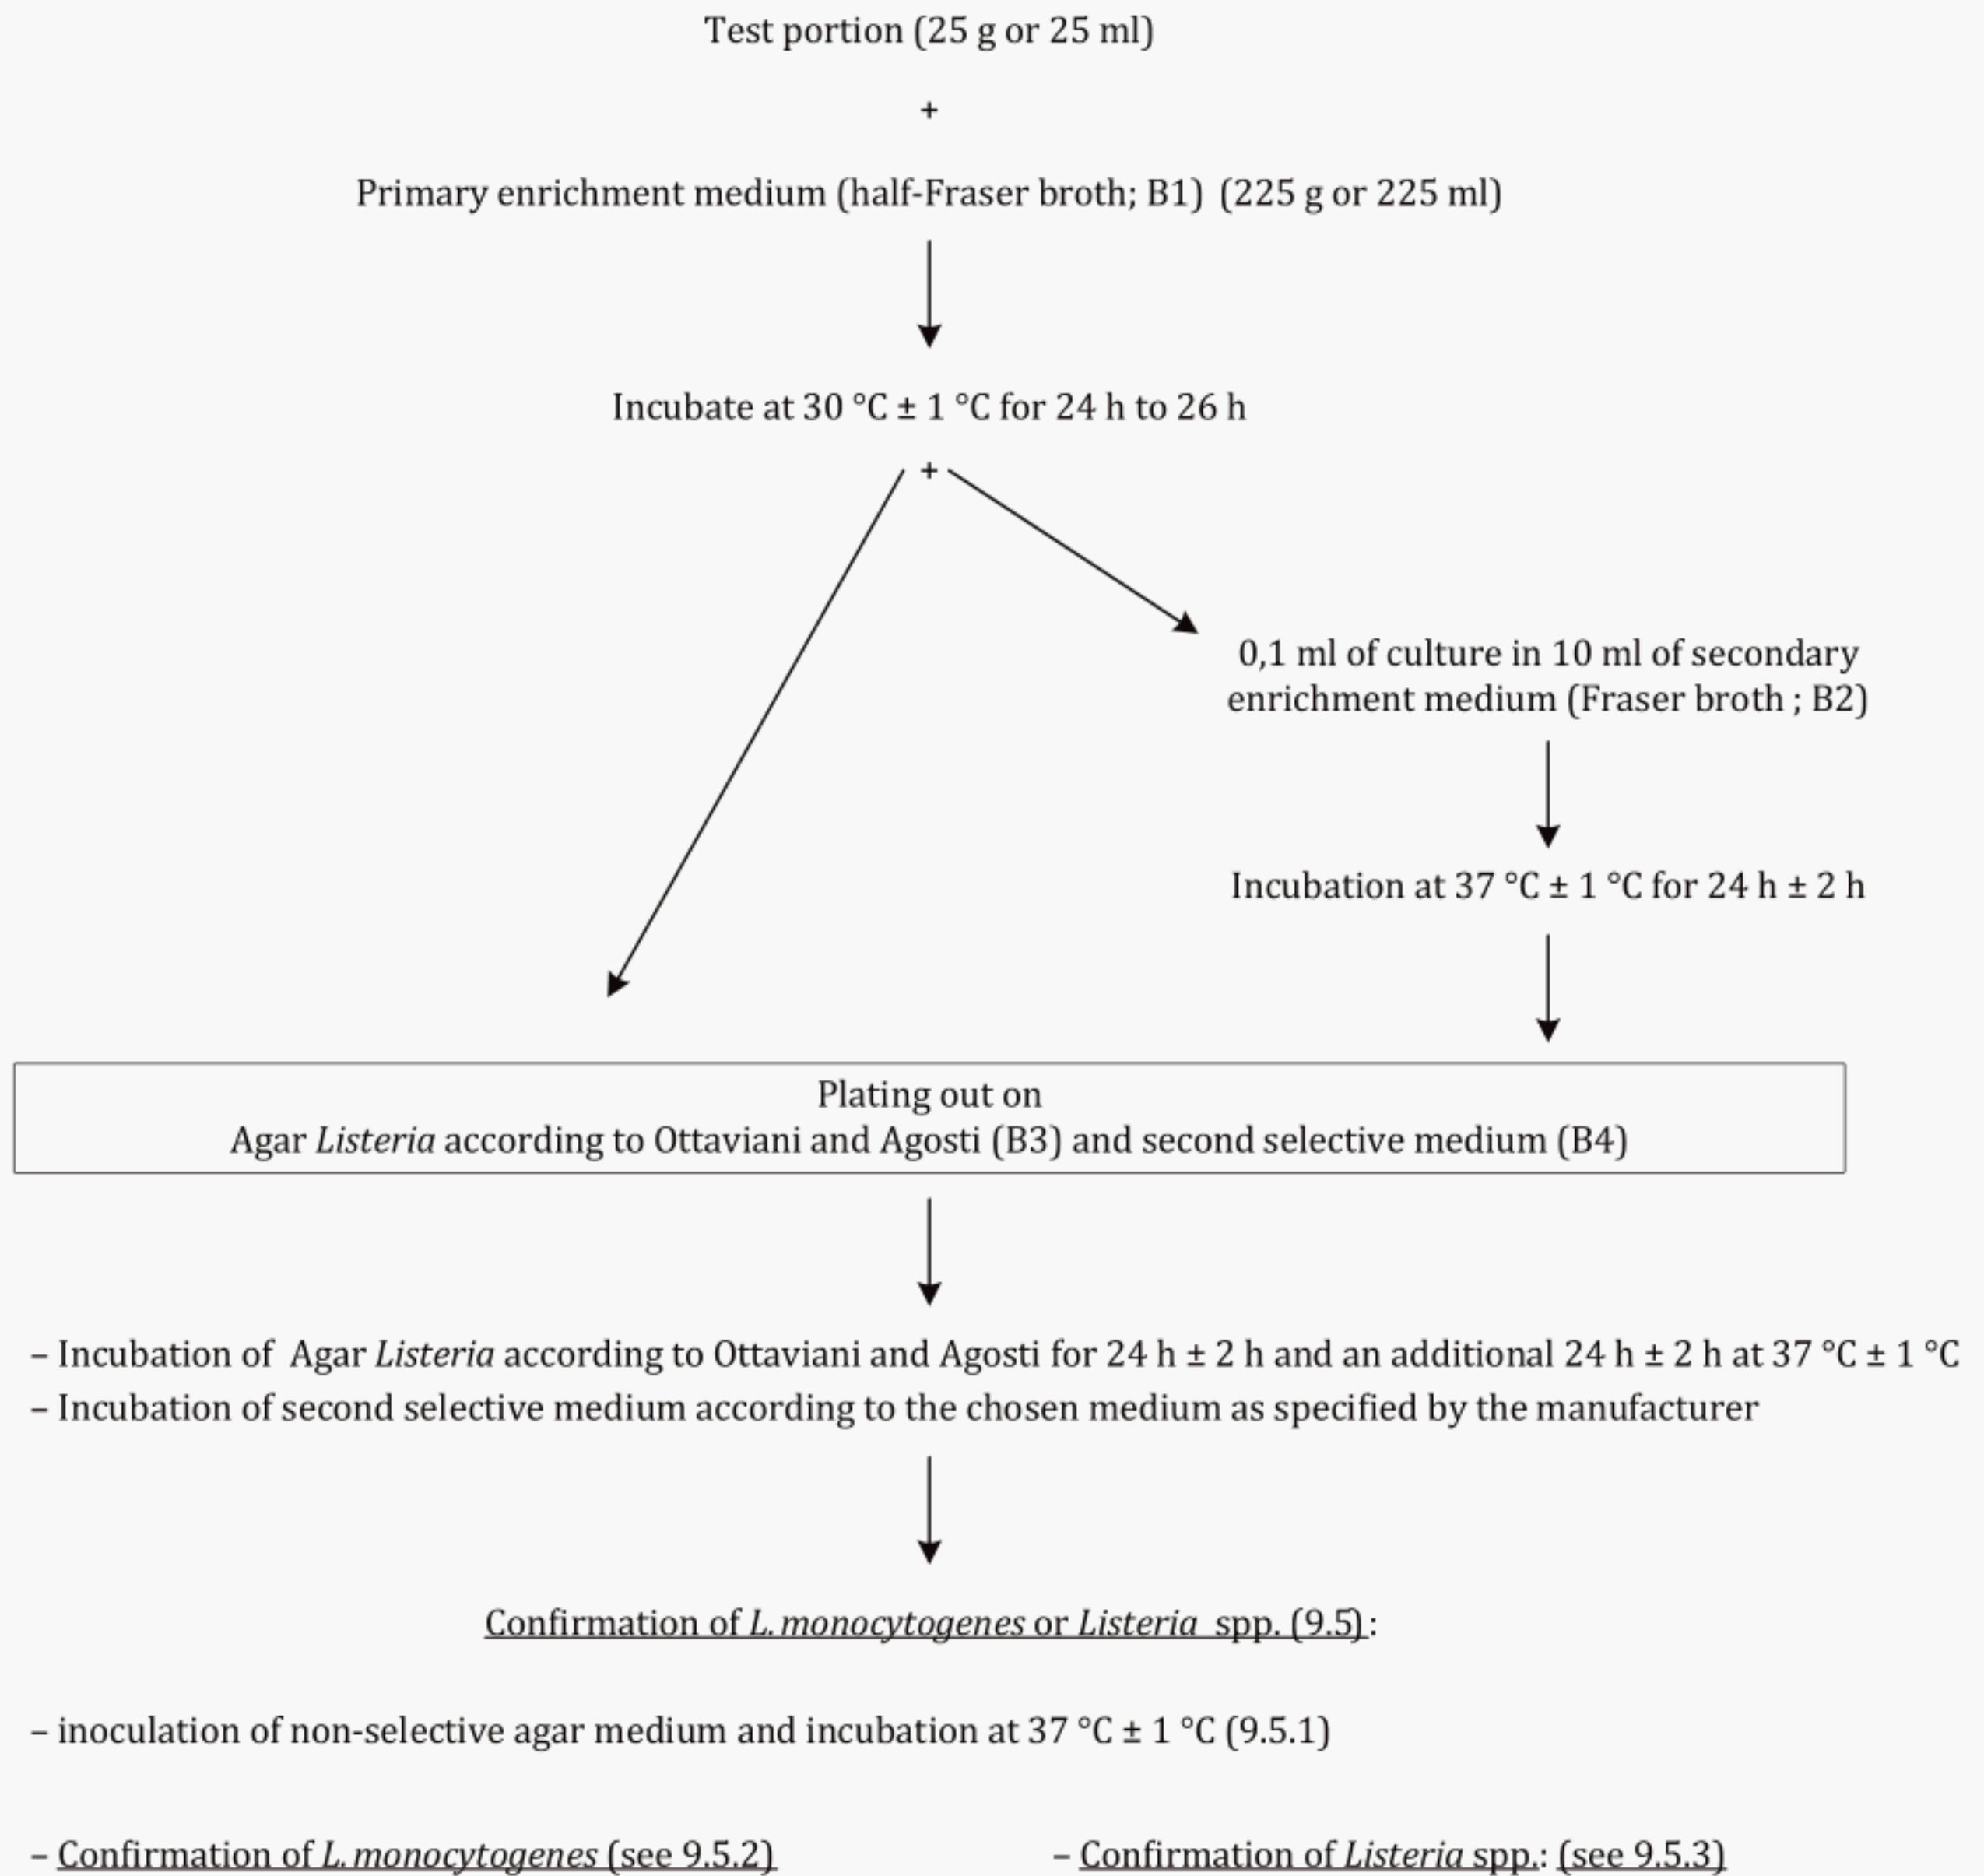 Test portion (25 g or 25 ml)
+
Primary enrichment medium (half-Fraser broth; B1) (225 g or 225 ml)
Incubate at 30 °C ± 1 °C for 24 h to 26 h
+
0,1 ml of culture in 10 ml of secondary
enrichment medium (Fraser broth ; B2)
Incubation at 37 °C ± 1 °C for 24 h ± 2 h
Plating out on
Agar Listeria according to Ottaviani and Agosti (B3) and second selective medium (B4)
– Incubation of Agar Listeria according to Ottaviani and Agosti for 24 h ± 2 h and an additional 24 h ± 2 h at 37 °C ± 1 °C
– Incubation of second selective medium according to the chosen medium as specified by the manufacturer
Confirmation of L. monocytogenes or Listeria spp. (9.5):
– inoculation of non-selective agar medium and incubation at 37 °C ± 1 °C (9.5.1)
– Confirmation of L. monocytogenes (see 9.5.2)
– Confirmation of Listeria spp.: (see 9.5.3)